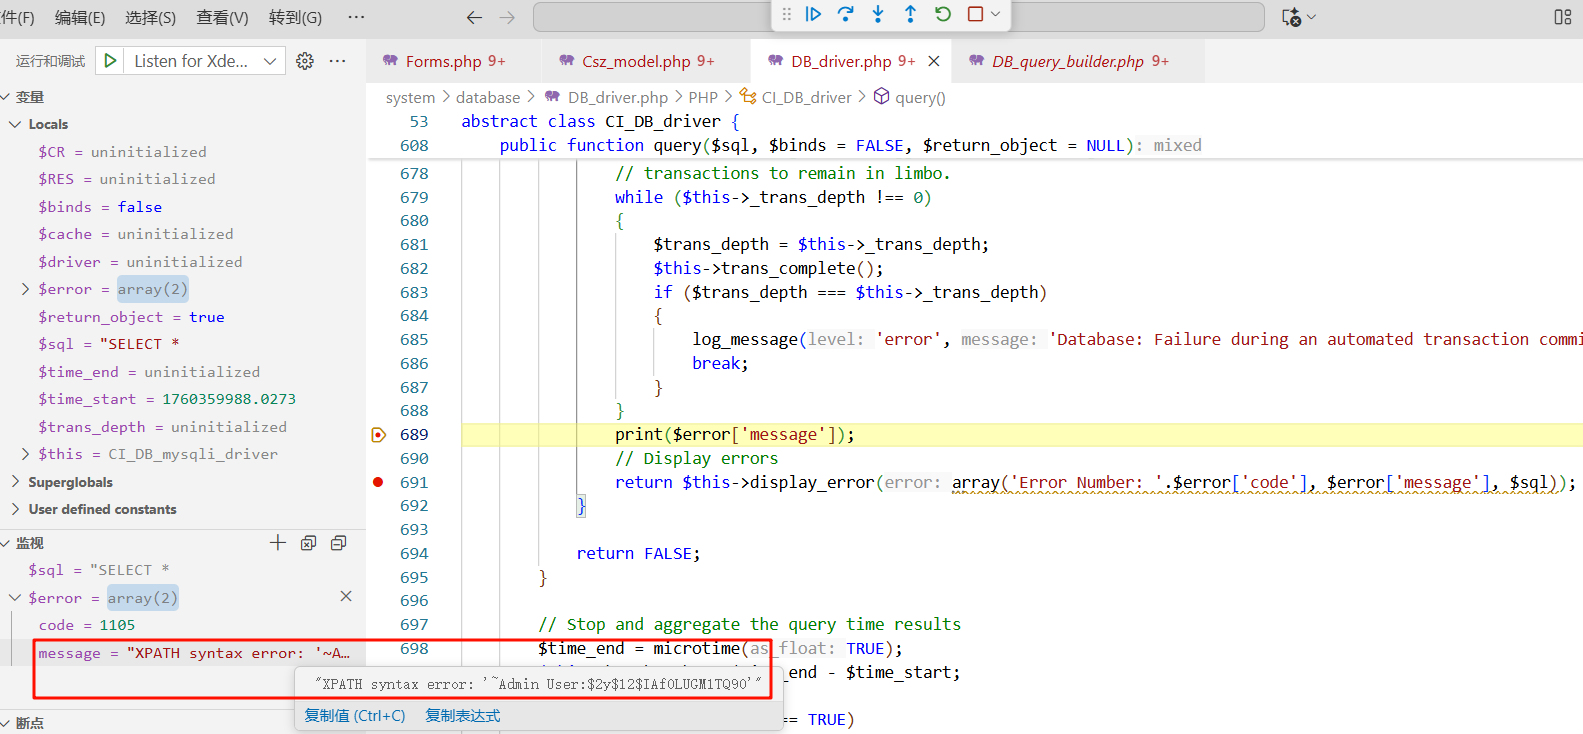 件(F) 编辑(E) 选择(S) 查看(V) 转到(G) ···
运行和调试 Listen for Xde... ···
Forms.php 9+ Csz_model.php 9+ DB_driver.php 9+ DB_query_builder.php 9+
system > database > DB_driver.php > PHP > CI_DB_driver > query()
变量
Locals
$CR = uninitialized
$RES = uninitialized
$binds = false
$cache = uninitialized
$driver = uninitialized
$error = array(2)
$return_object = true
$sql = "SELECT *
$time_end = uninitialized
$time_start = 1760359988.0273
$trans_depth = uninitialized
$this = CI_DB_mysqli_driver
Superglobals
User defined constants
监视
$sql = "SELECT *
$error = array(2)
code = 1105
message = "XPATH syntax error: '~A…
断点
53 abstract class CI_DB_driver {
608 public function query($sql, $binds = FALSE, $return_object = NULL): mixed
678 // transactions to remain in limbo.
679 while ($this->_trans_depth !== 0)
680 {
681 $trans_depth = $this->_trans_depth;
682 $this->trans_complete();
683 if ($trans_depth === $this->_trans_depth)
684 {
685 log_message(level: 'error', message: 'Database: Failure during an automated transaction commi
686 break;
687 }
688 }
689 print($error['message']);
690 // Display errors
691 return $this->display_error(error: array('Error Number: '.$error['code'], $error['message'], $sql));
692 }
693
694 return FALSE;
695 }
696
697 // Stop and aggregate the query time results
698 $time_end = microtime(as_float: TRUE);
_end - $time_start;
== TRUE)
"XPATH syntax error: '~Admin User:$2y$12$IAf0LUGM1TQ90'"
复制值 (Ctrl+C) 复制表达式